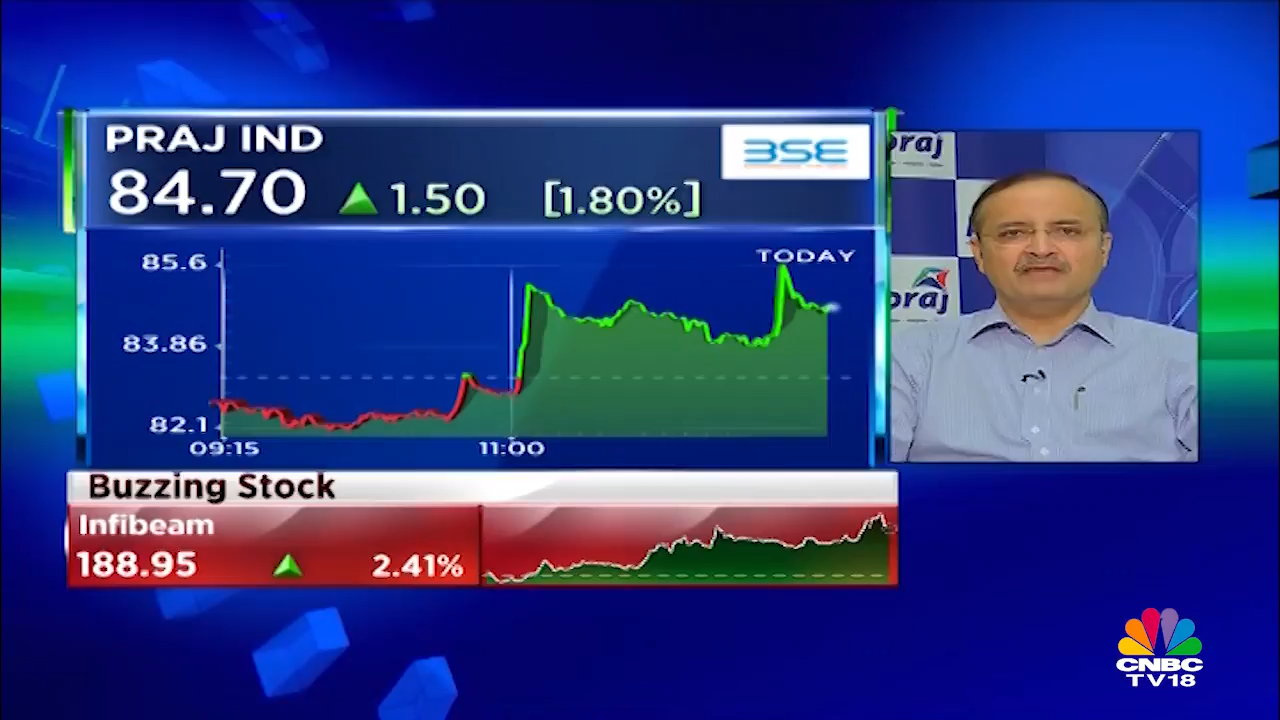 PRAJ IND
BSE
84.70 1.50 [1.80%]
TODAY
85.6
83.86
82.1
09:15 11:00
praj
praj
Buzzing Stock
Infibeam
188.95 2.41%
CNBC
TV18